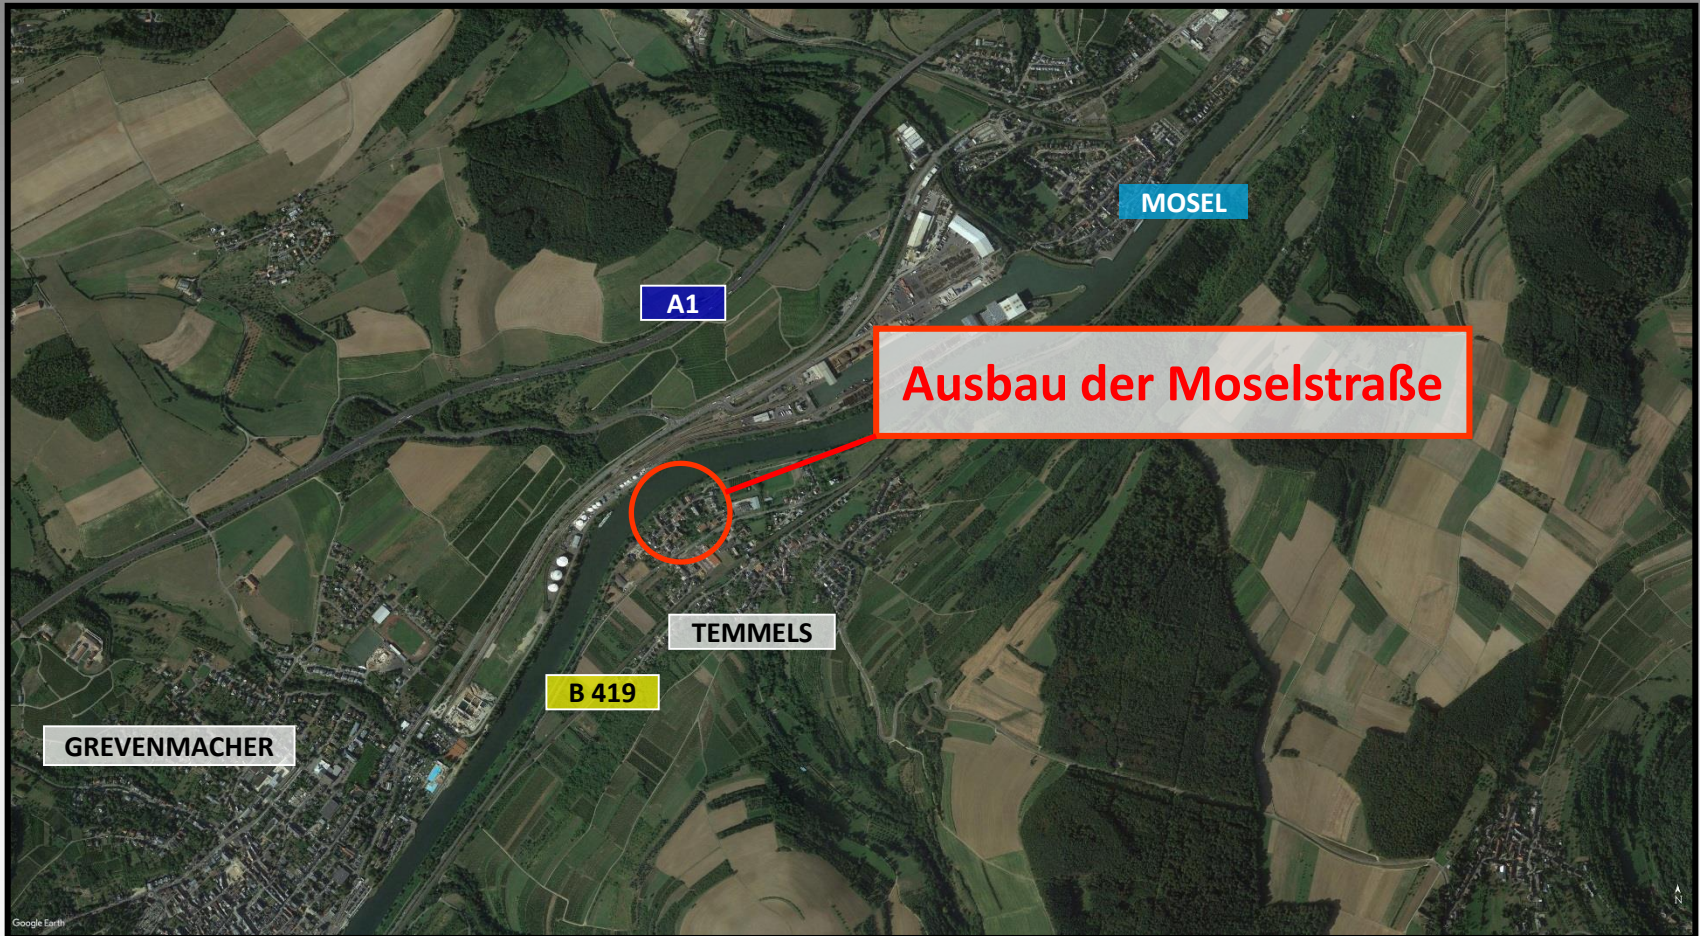 MOSEL
A1
Ausbau der Moselstraße
TEMMELS
B 419
GREVENMACHER
Google Earth
N